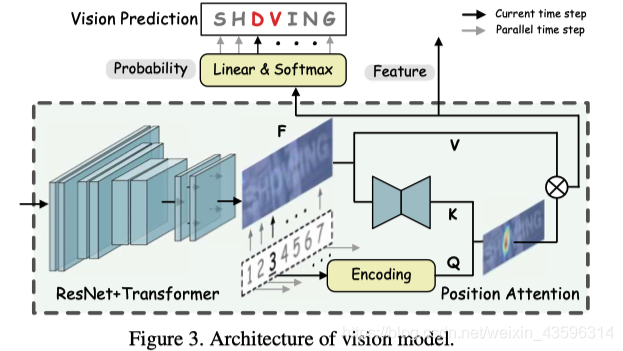 Vision Prediction
SHDVING
Current time step
Parallel time step
Probability
Linear & Softmax
Feature
F
V
K
Q
1234567
Encoding
ResNet+Transformer
Position Attention
Figure 3. Architecture of vision model.
https://blog.csdn.net/weixin_43596314